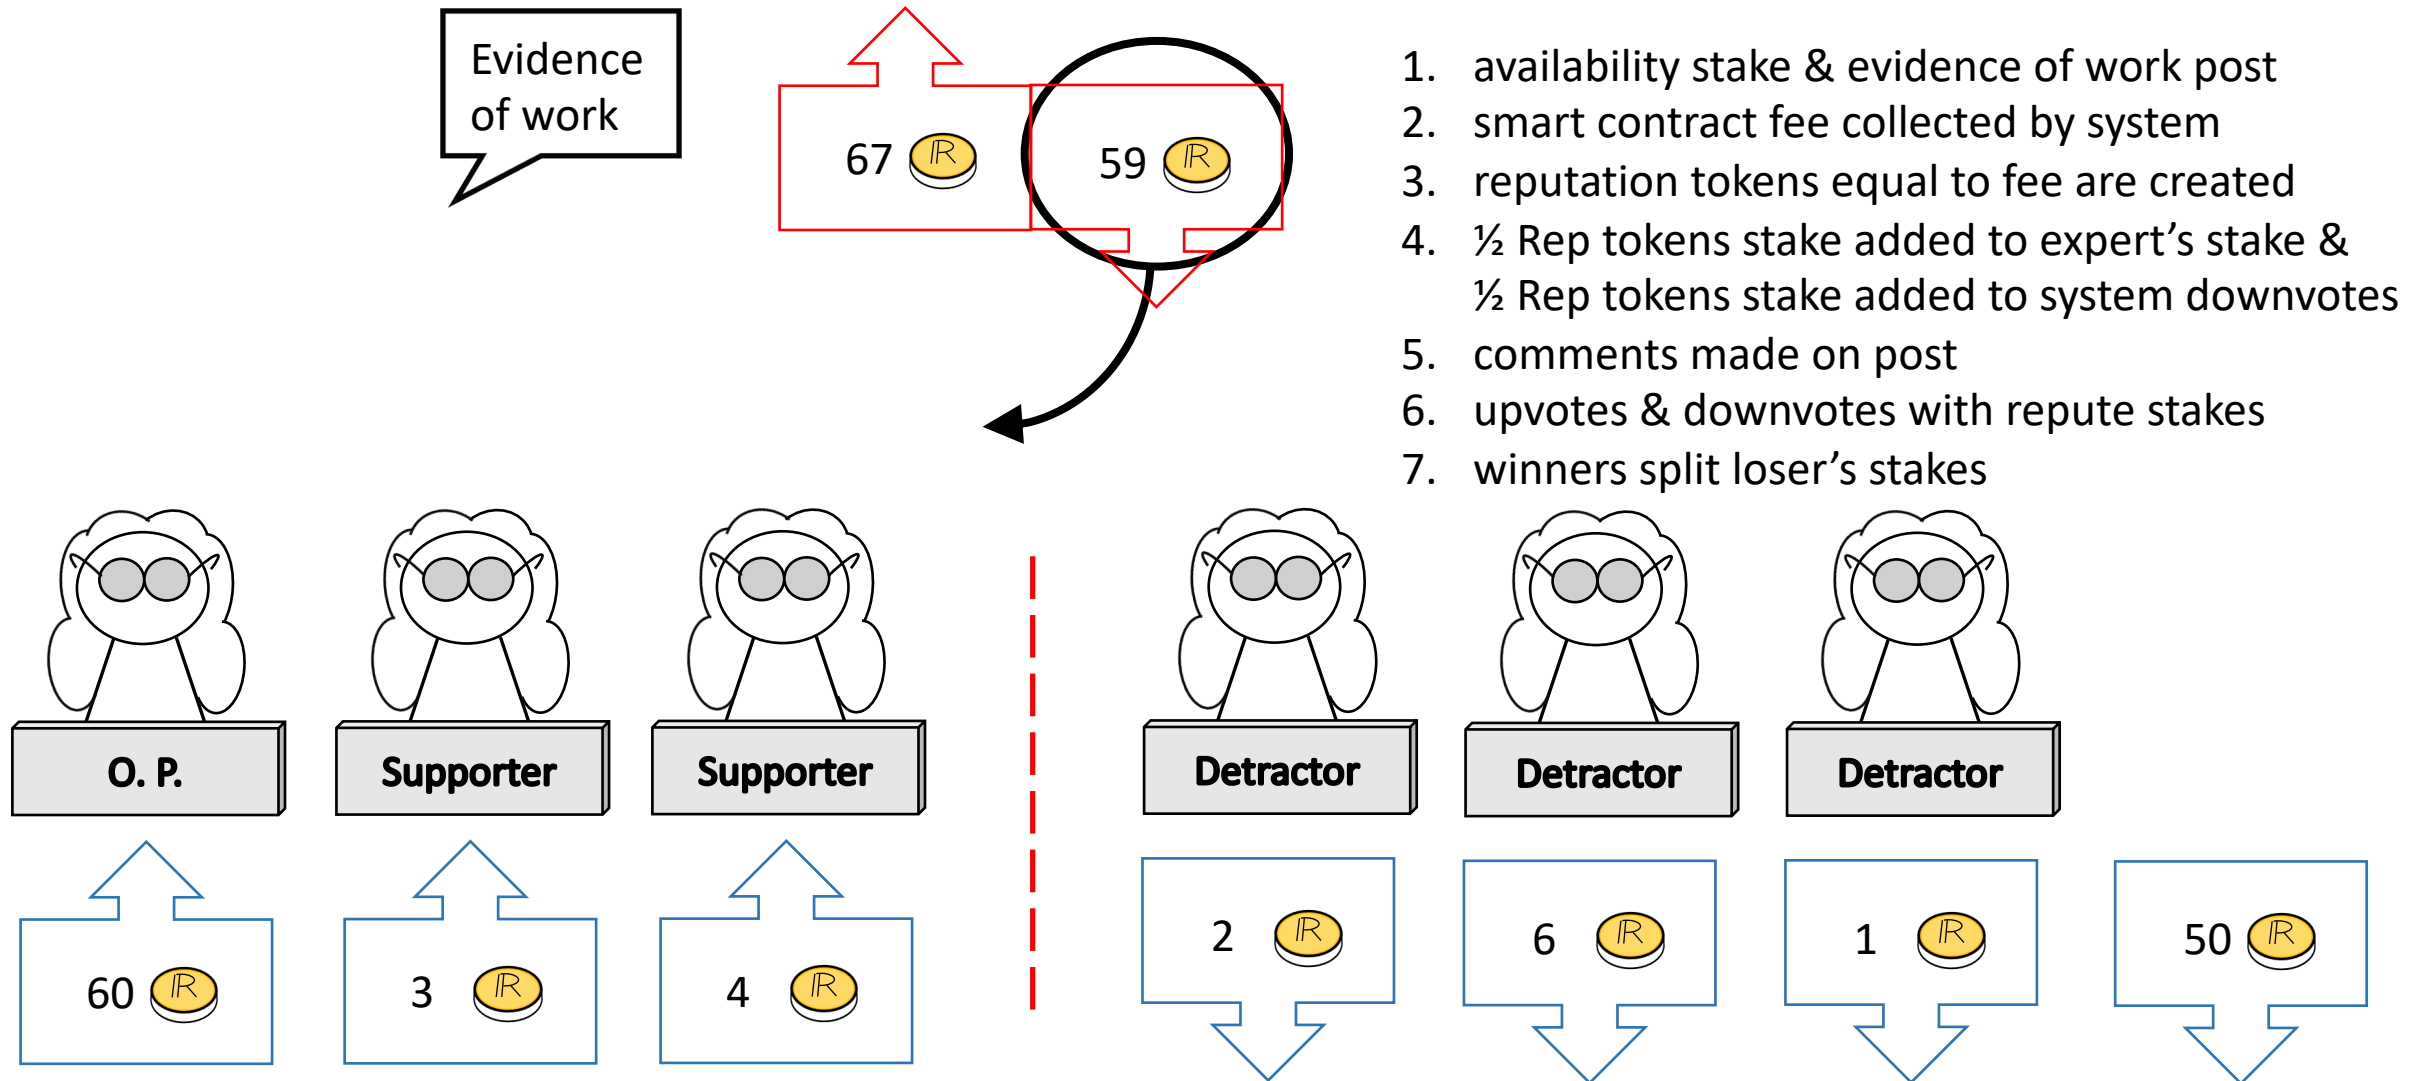 Evidence
of work
67 R
59 R
1. availability stake & evidence of work post
2. smart contract fee collected by system
3. reputation tokens equal to fee are created
4. ½ Rep tokens stake added to expert’s stake &
½ Rep tokens stake added to system downvotes
5. comments made on post
6. upvotes & downvotes with repute stakes
7. winners split loser’s stakes
O. P.
Supporter
Supporter
Detractor
Detractor
Detractor
60 R
3 R
4 R
2 R
6 R
1 R
50 R